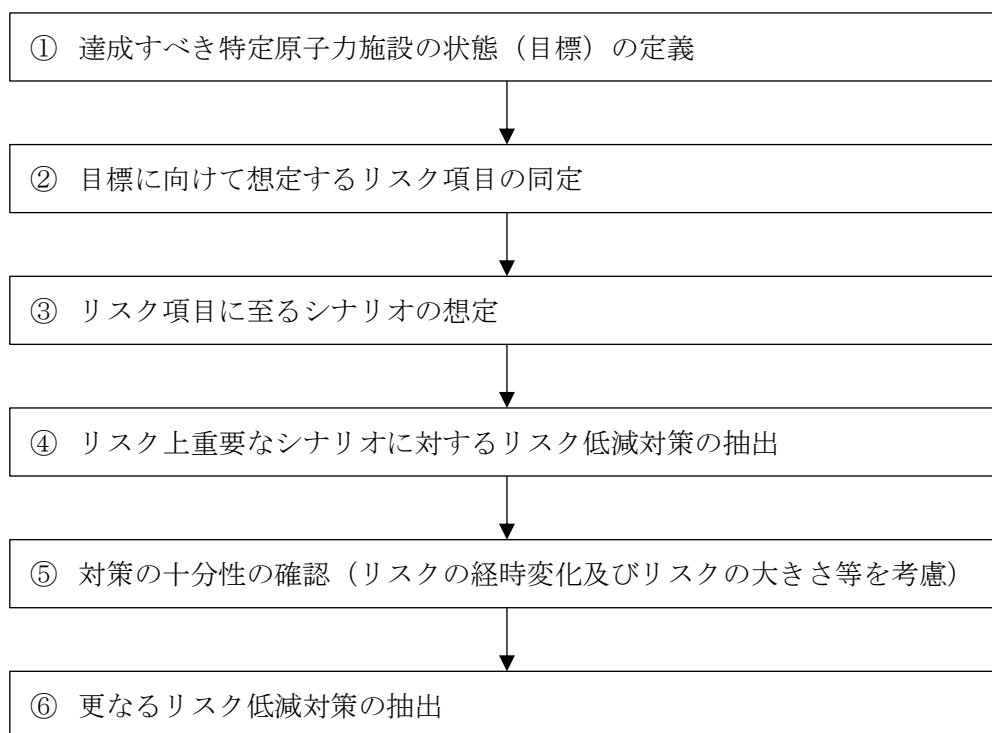 ① 達成すべき特定原子力施設の状態（目標）の定義
② 目標に向けて想定するリスク項目の同定
③ リスク項目に至るシナリオの想定
④ リスク上重要なシナリオに対するリスク低減対策の抽出
⑤ 対策の十分性の確認（リスクの経時変化及びリスクの大きさ等を考慮）
⑥ 更なるリスク低減対策の抽出